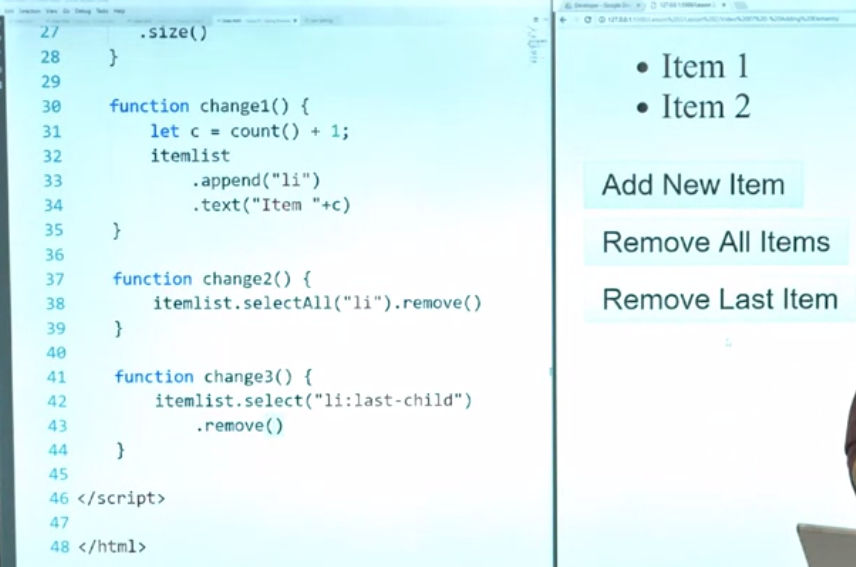 27 .size()
28 }
29
30 function change1() {
31 let c = count() + 1;
32 itemlist
33 .append("li")
34 .text("Item "+c)
35 }
36
37 function change2() {
38 itemlist.selectAll("li").remove()
39 }
40
41 function change3() {
42 itemlist.select("li:last-child")
43 .remove()
44 }
45
46 </script>
47
48 </html>
• Item 1
• Item 2
Add New Item
Remove All Items
Remove Last Item